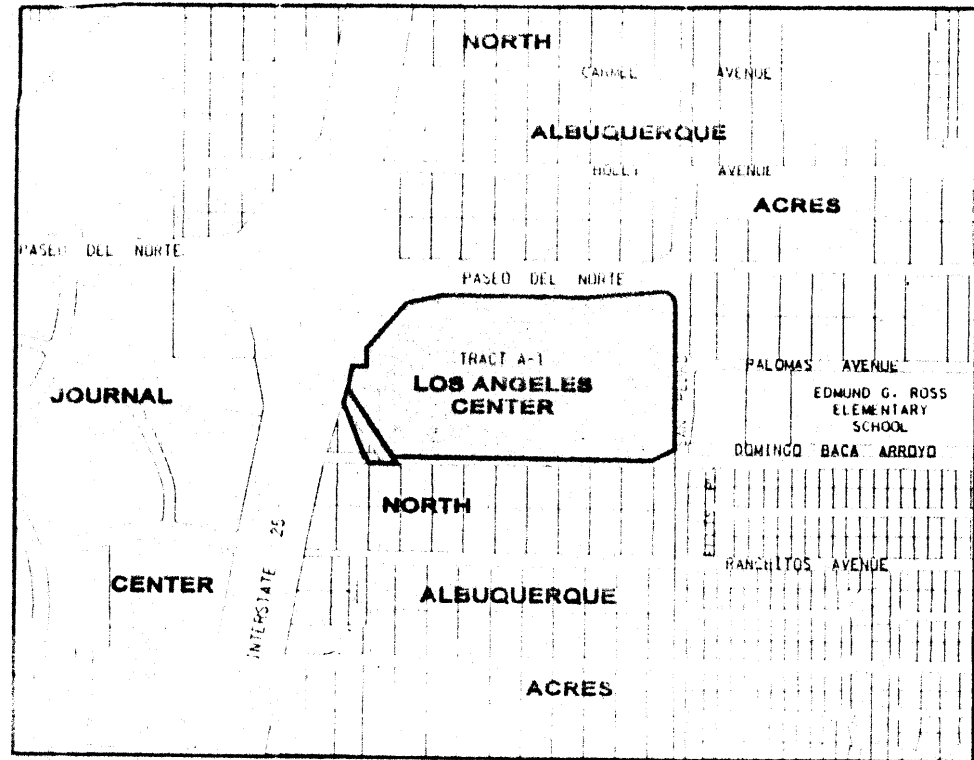 NORTH
CARMEL AVENUE
ALBUQUERQUE
HOLLY AVENUE
ACRES
PASEO DEL NORTE
PASEO DEL NORTE
TRACT A-1
LOS ANGELES
CENTER
PALOMAS AVENUE
JOURNAL
EDMUND G. ROSS
ELEMENTARY
SCHOOL
DOMINGO BACA ARROYO
NORTH
INTERSTATE 25
RANCHITOS AVENUE
CENTER
ALBUQUERQUE
ACRES